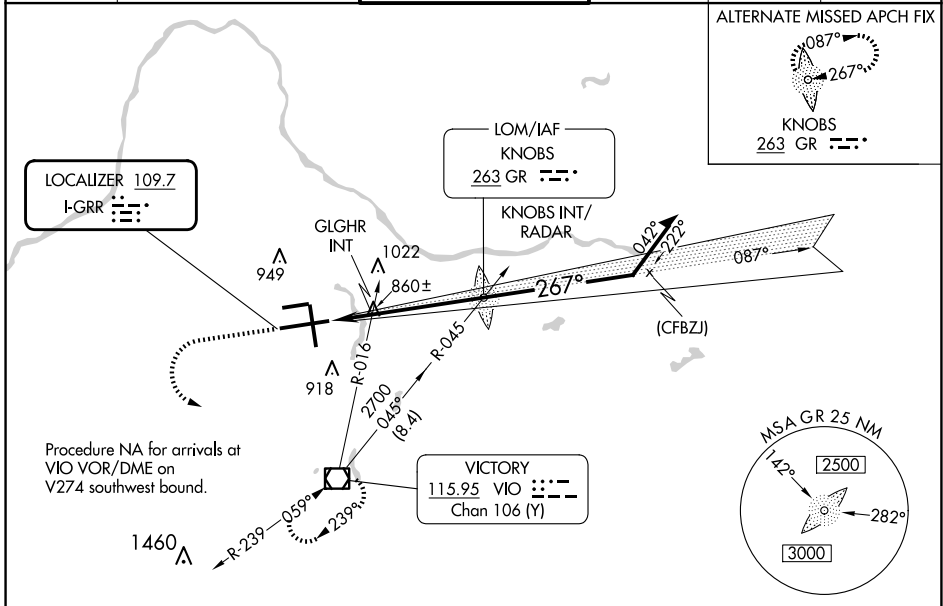 ALTERNATE MISSED APCH FIX
087°
267°
KNOBS
263 GR
LOM/IAF
KNOBS
263 GR
KNOBS INT/
RADAR
LOCALIZER 109.7
I-GRR
GLGHR
INT
1022
949
860±
042°
222°
087°
267°
(CFBZJ)
R-016
R-045
918
2700
045°
(8.4)
Procedure NA for arrivals at
VIO VOR/DME on
V274 southwest bound.
VICTORY
115.95 VIO
Chan 106 (Y)
R-239
059°
239°
1460
MSA GR 25 NM
142°
2500
282°
3000